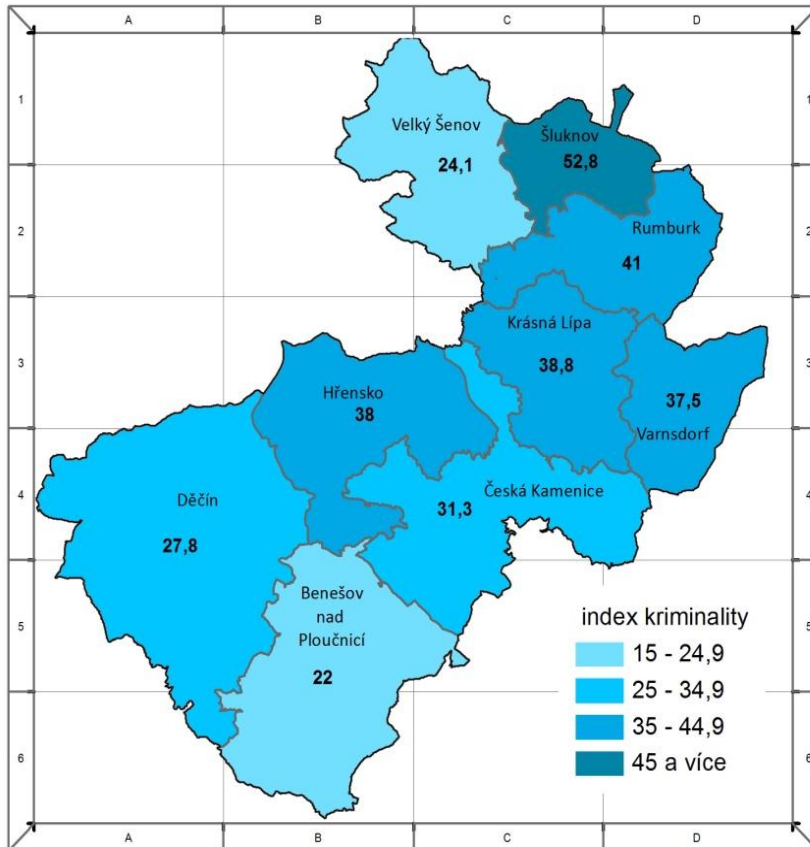 A B C D
1 1
Velký Šenov
24,1
Šluknov
52,8
2 2
Rumburk
41
Krásná Lípa
38,8
3 3
Hřensko
38
37,5
Varnsdorf
4 4
Děčín
27,8
Česká Kamenice
31,3
5 5
Benešov
nad
Ploučnicí
22
index kriminality
15 - 24,9
25 - 34,9
35 - 44,9
45 a více
6 6
A B C D